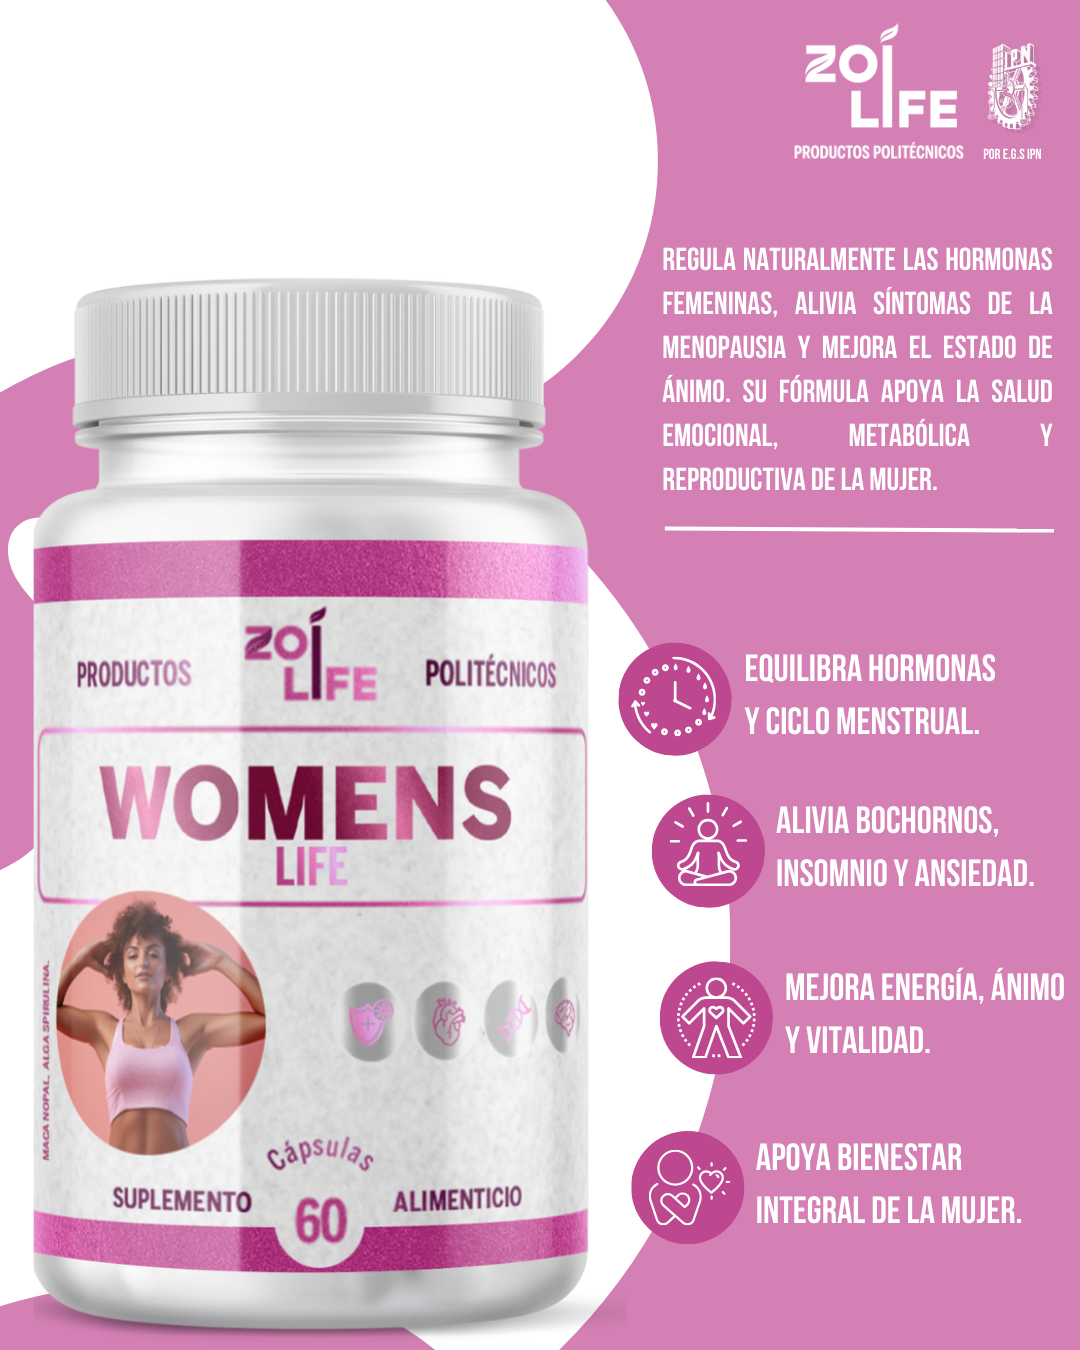 ZOÍ
LIFE
PRODUCTOS POLITÉCNICOS
IPN
POR E.G.S IPN
REGULA NATURALMENTE LAS HORMONAS
FEMENINAS, ALIVIA SÍNTOMAS DE LA
MENOPAUSIA Y MEJORA EL ESTADO DE
ÁNIMO. SU FÓRMULA APOYA LA SALUD
EMOCIONAL, METABÓLICA Y
REPRODUCTIVA DE LA MUJER.
EQUILIBRA HORMONAS
Y CICLO MENSTRUAL.
ALIVIA BOCHORNOS,
INSOMNIO Y ANSIEDAD.
MEJORA ENERGÍA, ÁNIMO
Y VITALIDAD.
APOYA BIENESTAR
INTEGRAL DE LA MUJER.
PRODUCTOS
ZOÍ
LIFE
POLITÉCNICOS
WOMENS
LIFE
MACA NOPAL. ALGA SPIRULINA.
Cápsulas
60
SUPLEMENTO
ALIMENTICIO